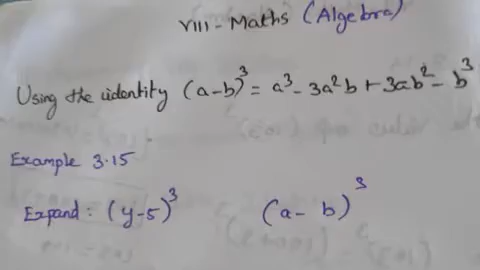 VIII - Maths (Algebra)
Using the identity (a-b)³ = a³ - 3a²b + 3ab² - b³
Example 3.15
Expand : (y-5)³ (a - b)³